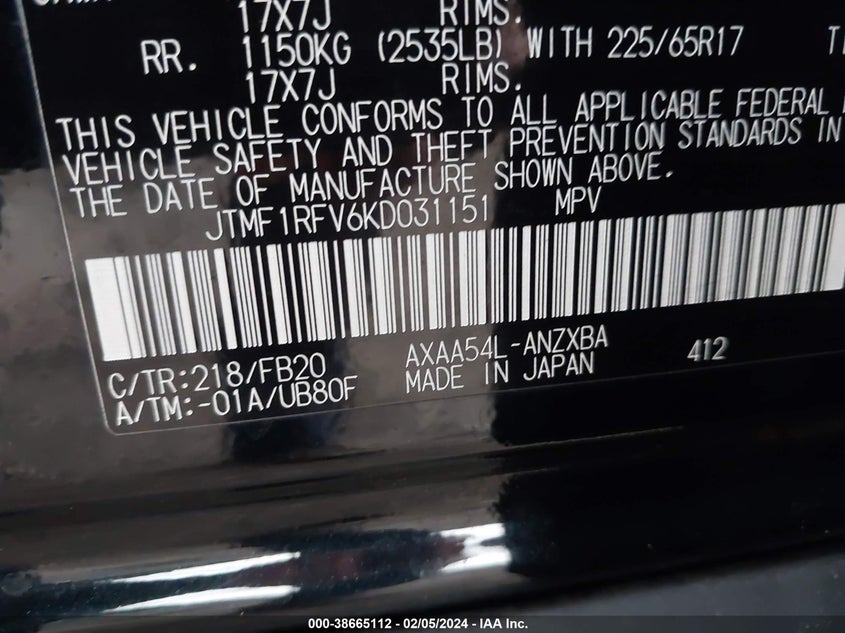 17X7J RIMS.
RR. 1150KG (2535LB) WITH 225/65R17
17X7J RIMS.
THIS VEHICLE CONFORMS TO ALL APPLICABLE FEDERAL
VEHICLE SAFETY AND THEFT PREVENTION STANDARDS IN
THE DATE OF MANUFACTURE SHOWN ABOVE.
JTMF1RFV6KD031151 MPV
C/TR:218/FB20 AXAA54L-ANZXBA 412
A/TM:-01A/UB80F MADE IN JAPAN
000-38665112 - 02/05/2024 - IAA Inc.